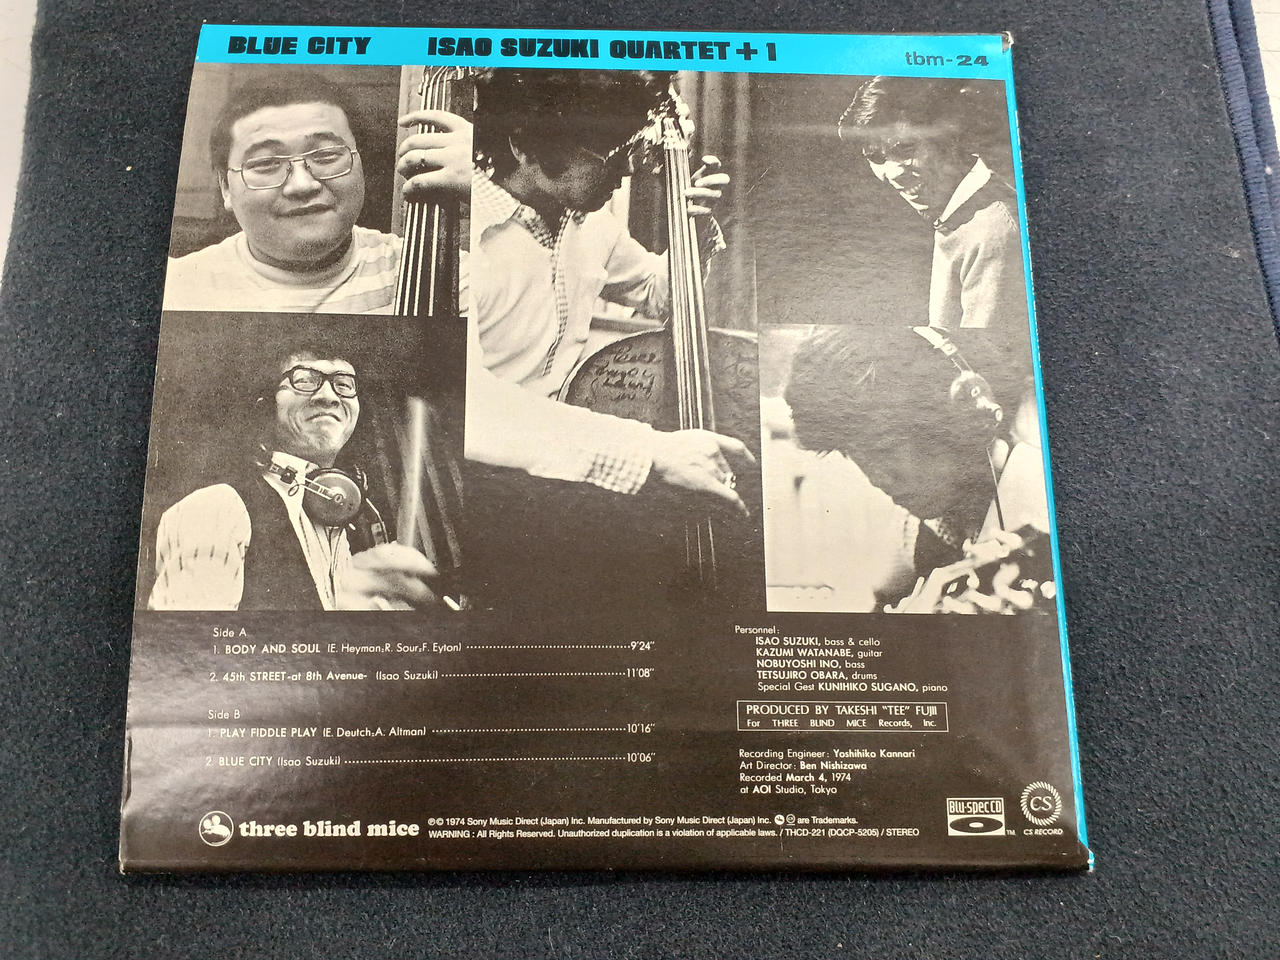 BLUE CITY ISAO SUZUKI QUARTET + 1
tbm-24
Side A
1. BODY AND SOUL (E. Heyman:R. Sour:F. Eyton) 9'24"
2. 45th STREET-at 8th Avenue- (Isao Suzuki) 11'08"
Side B
1. PLAY FIDDLE PLAY (E. Deutch:A. Altman) 10'16"
2. BLUE CITY (Isao Suzuki) 10'06"
Personnel:
ISAO SUZUKI, bass & cello
KAZUMI WATANABE, guitar
NOBUYOSHI INO, bass
TETSUJIRO OBARA, drums
Special Gest KUNIHIKO SUGANO, piano
PRODUCED BY TAKESHI "TEE" FUJII
For THREE BLIND MICE Records, Inc.
Recording Engineer: Yoshihiko Kannari
Art Director: Ben Nishizawa
Recorded March 4, 1974
at AOI Studio, Tokyo
three blind mice
℗© 1974 Sony Music Direct (Japan) Inc. Manufactured by Sony Music Direct (Japan) Inc. are Trademarks.
WARNING : All Rights Reserved. Unauthorized duplication is a violation of applicable laws. / THCD-221 (DQCP-5205) / STEREO
Blu-spec CD
TM
CS
CS RECORD